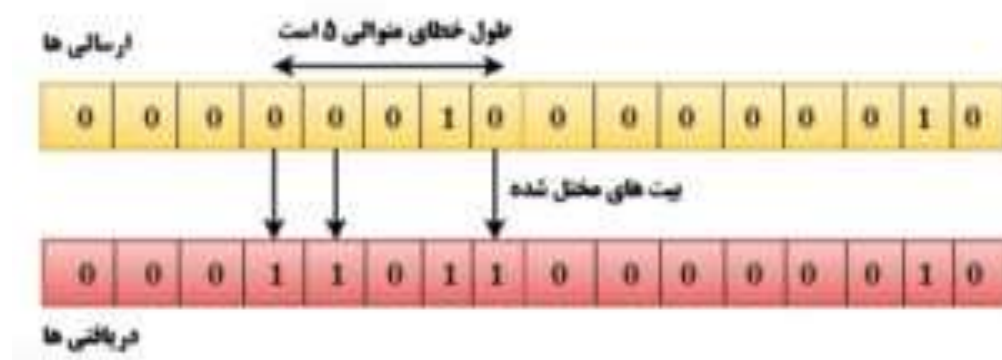 طول خطای متوالی ۵ است
ارسالی ها
0 0 0 0 0 0 1 0 0 0 0 0 0 0 1 0
بیت های مختل شده
0 0 0 1 1 0 1 1 0 0 0 0 0 0 1 0
دریافتی ها